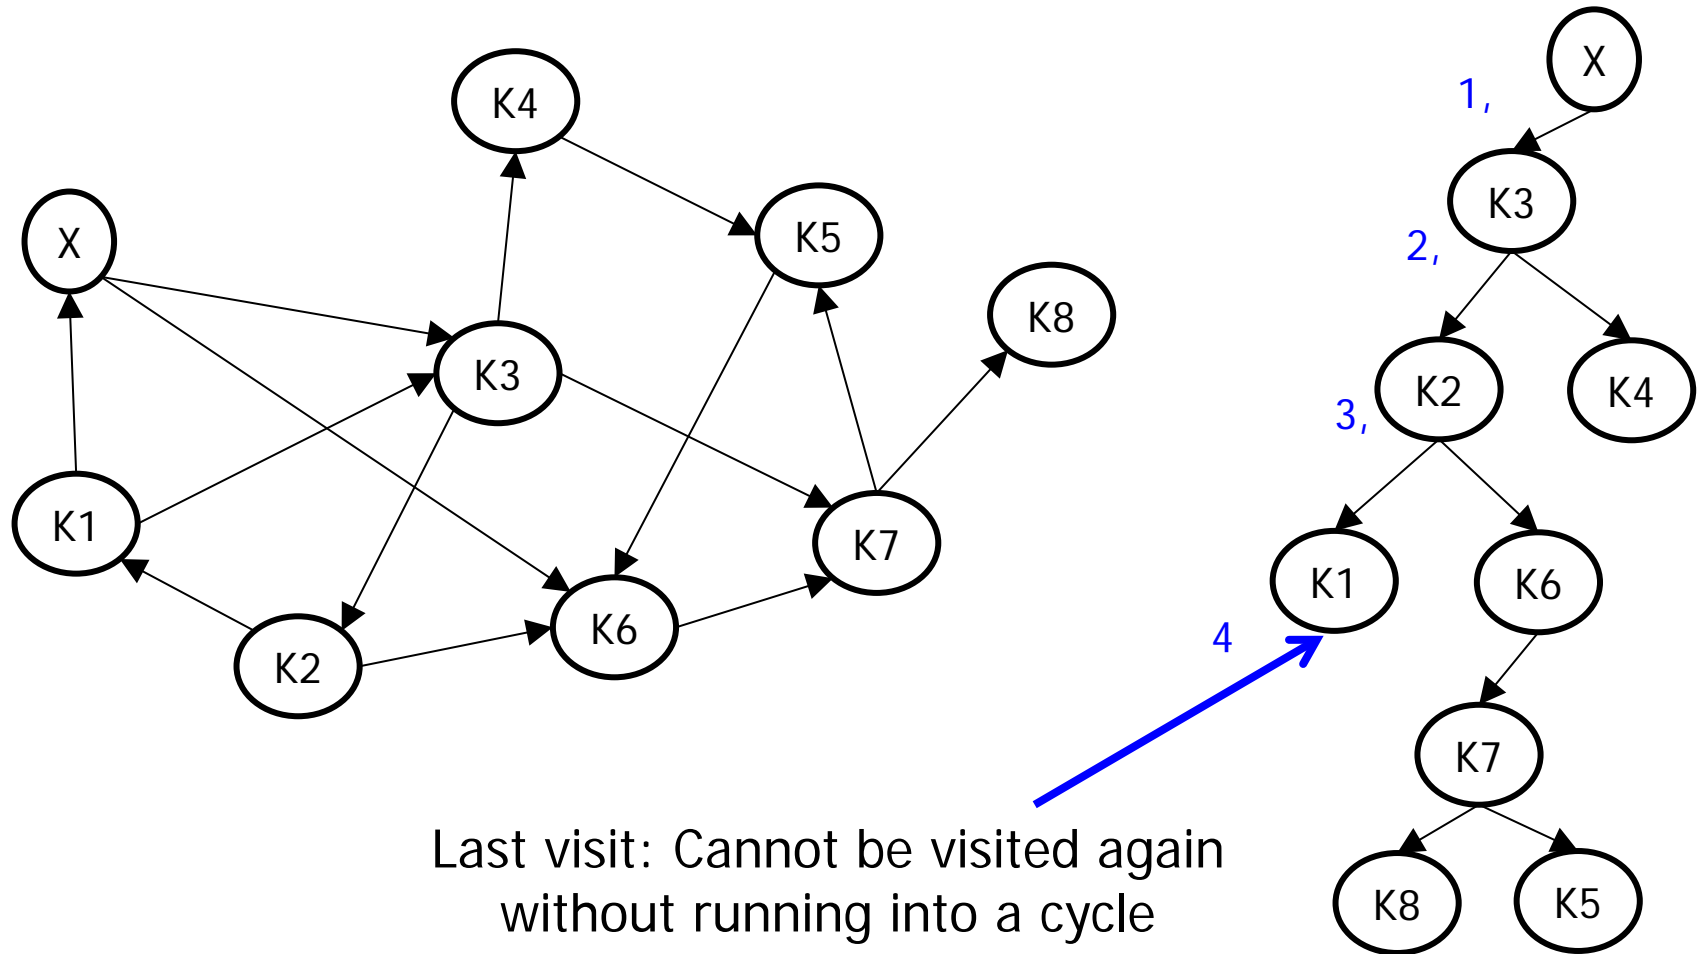 K4
X
K5
K8
K3
K1
K7
K6
K2
X
1,
K3
2,
K2
K4
3,
K1
K6
4
K7
K8
K5
Last visit: Cannot be visited again
without running into a cycle